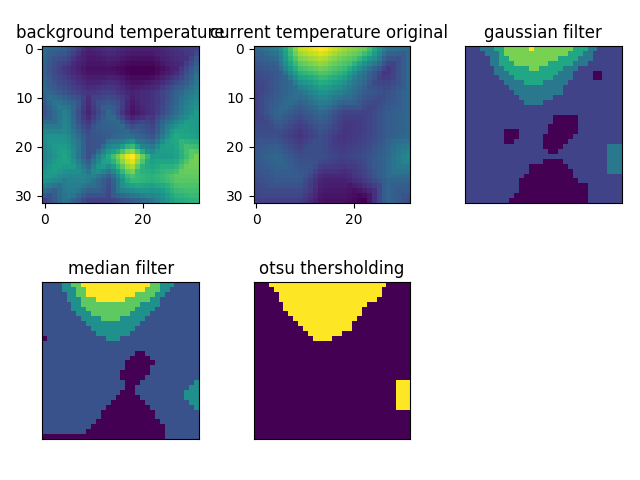 background temperature
current temperature original
gaussian filter
0
10
20
30
0
20
0
10
20
30
0
20
median filter
otsu thersholding